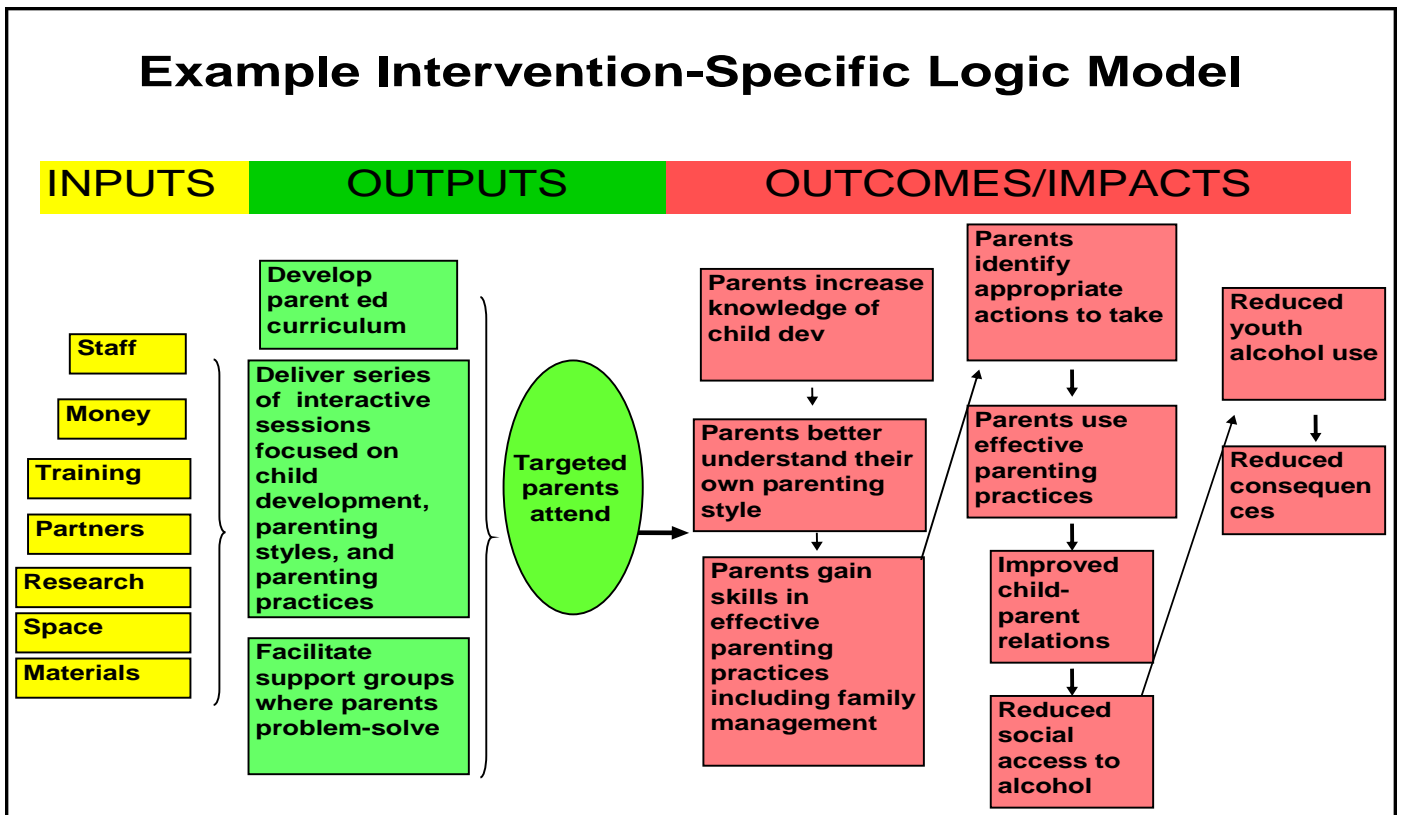 Example Intervention-Specific Logic Model
INPUTS
OUTPUTS
OUTCOMES/IMPACTS
Staff
Money
Training
Partners
Research
Space
Materials
Develop
parent ed
curriculum
Deliver series
of interactive
sessions
focused on
child
development,
parenting
styles, and
parenting
practices
Facilitate
support groups
where parents
problem-solve
Targeted
parents
attend
Parents increase
knowledge of
child dev
Parents better
understand their
own parenting
style
Parents gain
skills in
effective
parenting
practices
including family
management
Parents
identify
appropriate
actions to take
Parents use
effective
parenting
practices
Improved
child-
parent
relations
Reduced
social
access to
alcohol
Reduced
youth
alcohol use
Reduced
consequen
ces